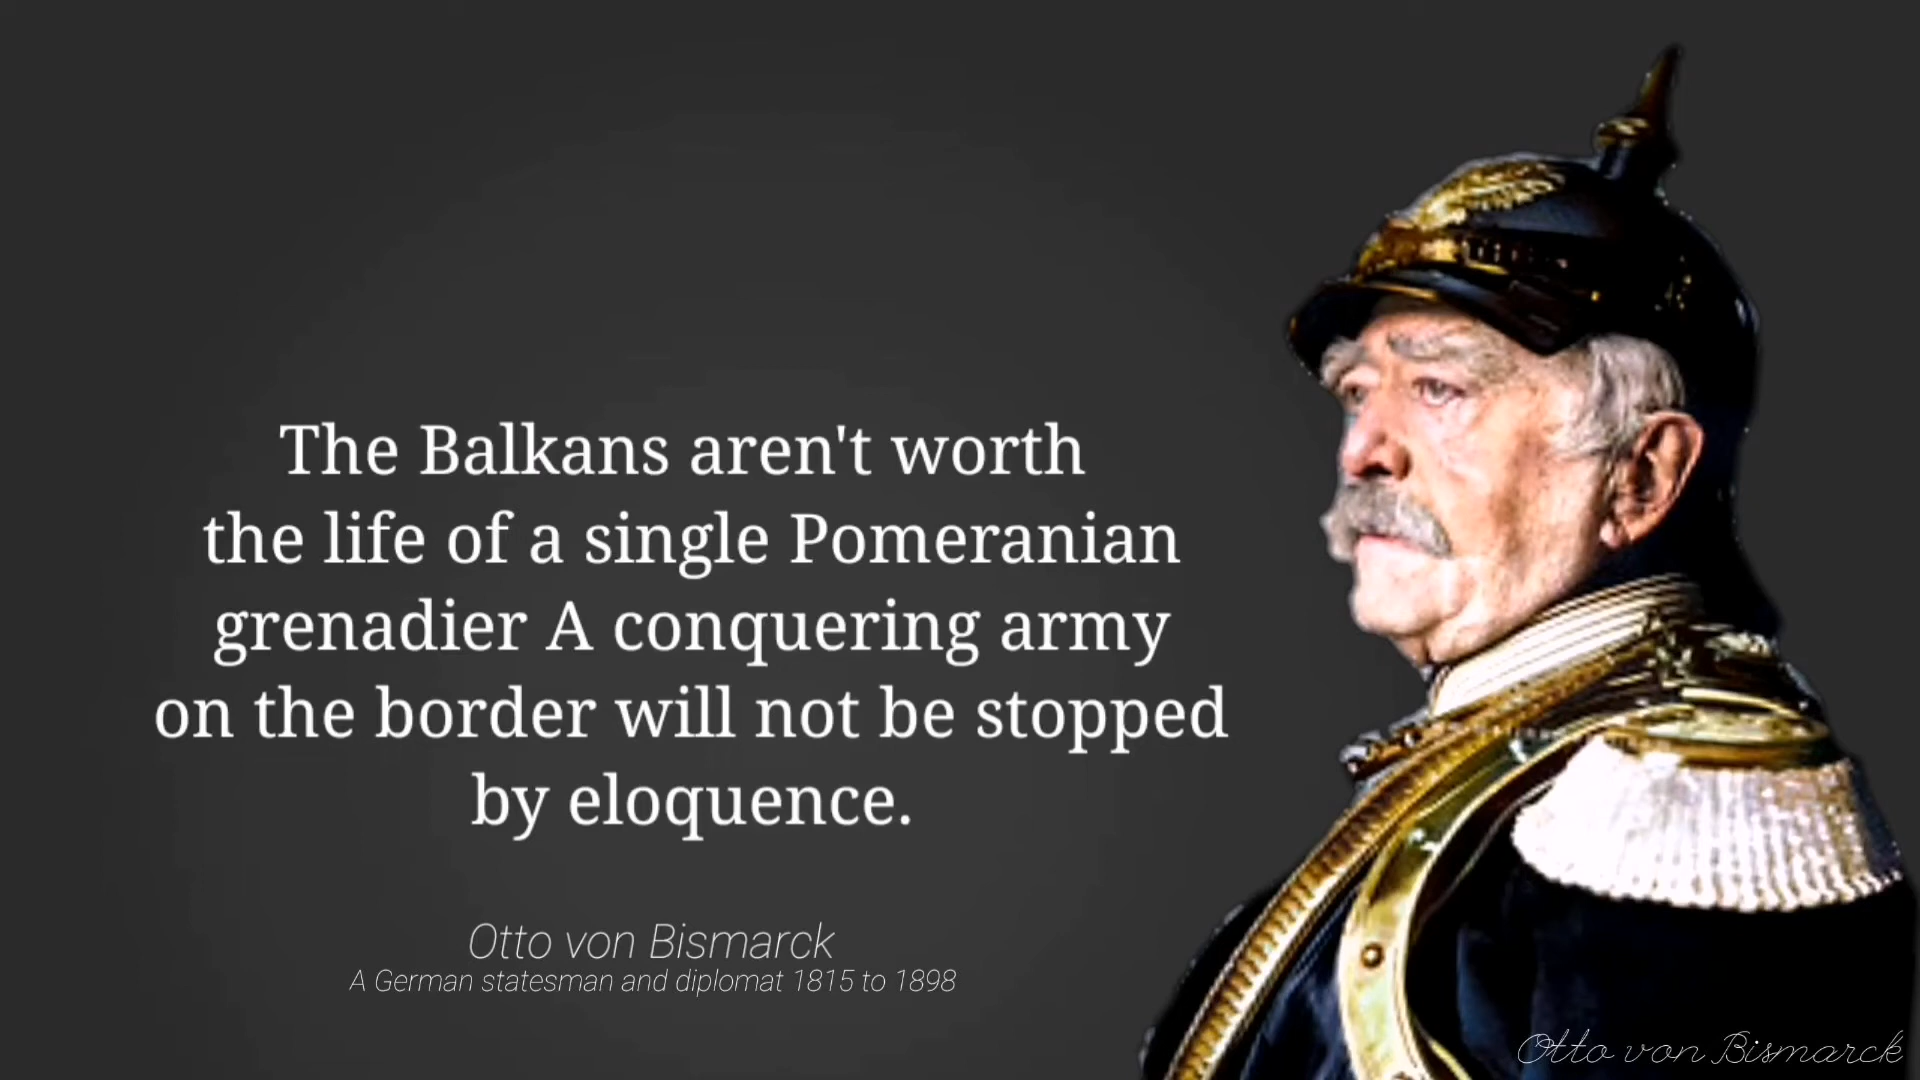 The Balkans aren't worth
the life of a single Pomeranian
grenadier A conquering army
on the border will not be stopped
by eloquence.
Otto von Bismarck
A German statesman and diplomat 1815 to 1898
Otto von Bismarck